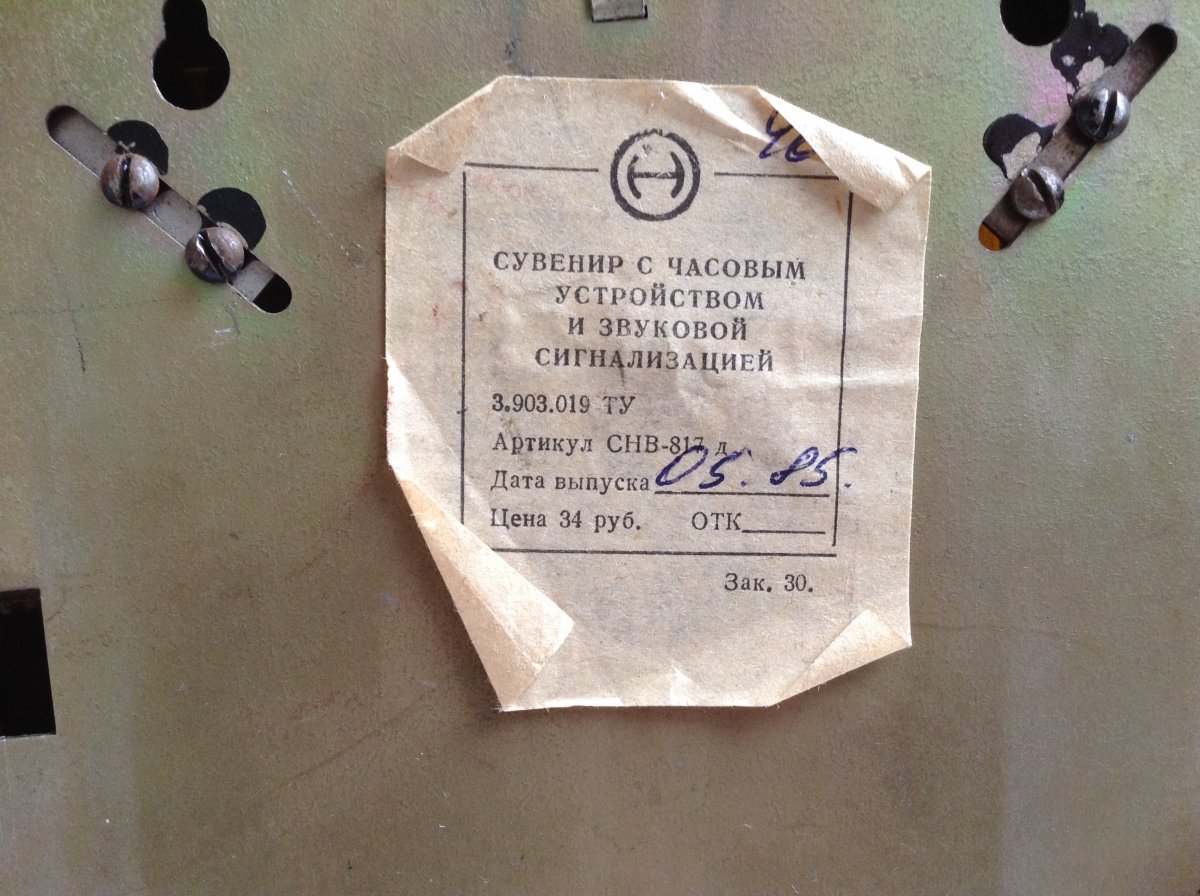 СУВЕНИР С ЧАСОВЫМ
УСТРОЙСТВОМ
И ЗВУКОВОЙ
СИГНАЛИЗАЦИЕЙ
3.903.019 ТУ
Артикул СНВ-817 д
Дата выпуска 05.85.
Цена 34 руб. ОТК
Зак. 30.